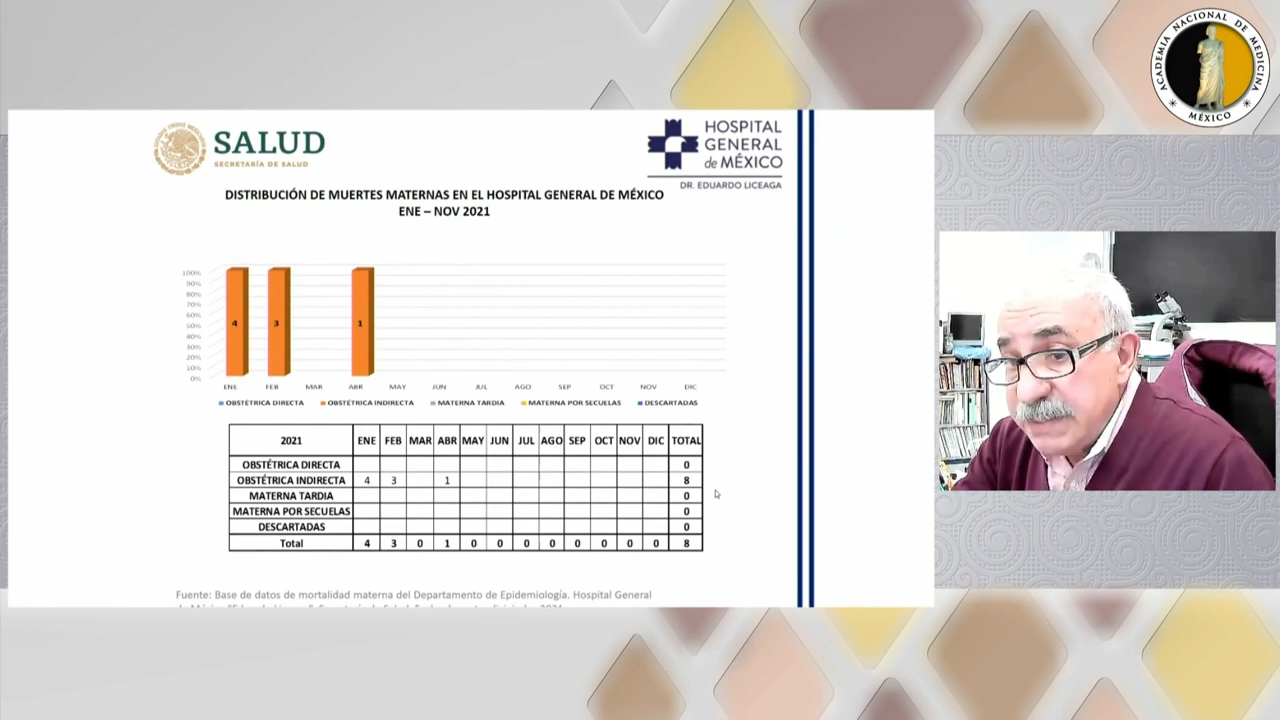 ACADEMIA NACIONAL DE MEDICINA
MÉXICO
SALUD
SECRETARÍA DE SALUD
HOSPITAL
GENERAL
de MÉXICO
DR. EDUARDO LICEAGA
DISTRIBUCIÓN DE MUERTES MATERNAS EN EL HOSPITAL GENERAL DE MÉXICO
ENE – NOV 2021
100%
90%
80%
70%
60%
50%
40%
30%
20%
10%
0%
4 3 1
ENE FEB MAR ABR MAY JUN JUL AGO SEP OCT NOV DIC
OBSTÉTRICA DIRECTA OBSTÉTRICA INDIRECTA MATERNA TARDIA MATERNA POR SECUELAS DESCARTADAS
2021 ENE FEB MAR ABR MAY JUN JUL AGO SEP OCT NOV DIC TOTAL
OBSTÉTRICA DIRECTA 0
OBSTÉTRICA INDIRECTA 4 3 1 8
MATERNA TARDIA 0
MATERNA POR SECUELAS 0
DESCARTADAS 0
Total 4 3 0 1 0 0 0 0 0 0 0 0 8
Fuente: Base de datos de mortalidad materna del Departamento de Epidemiología. Hospital General